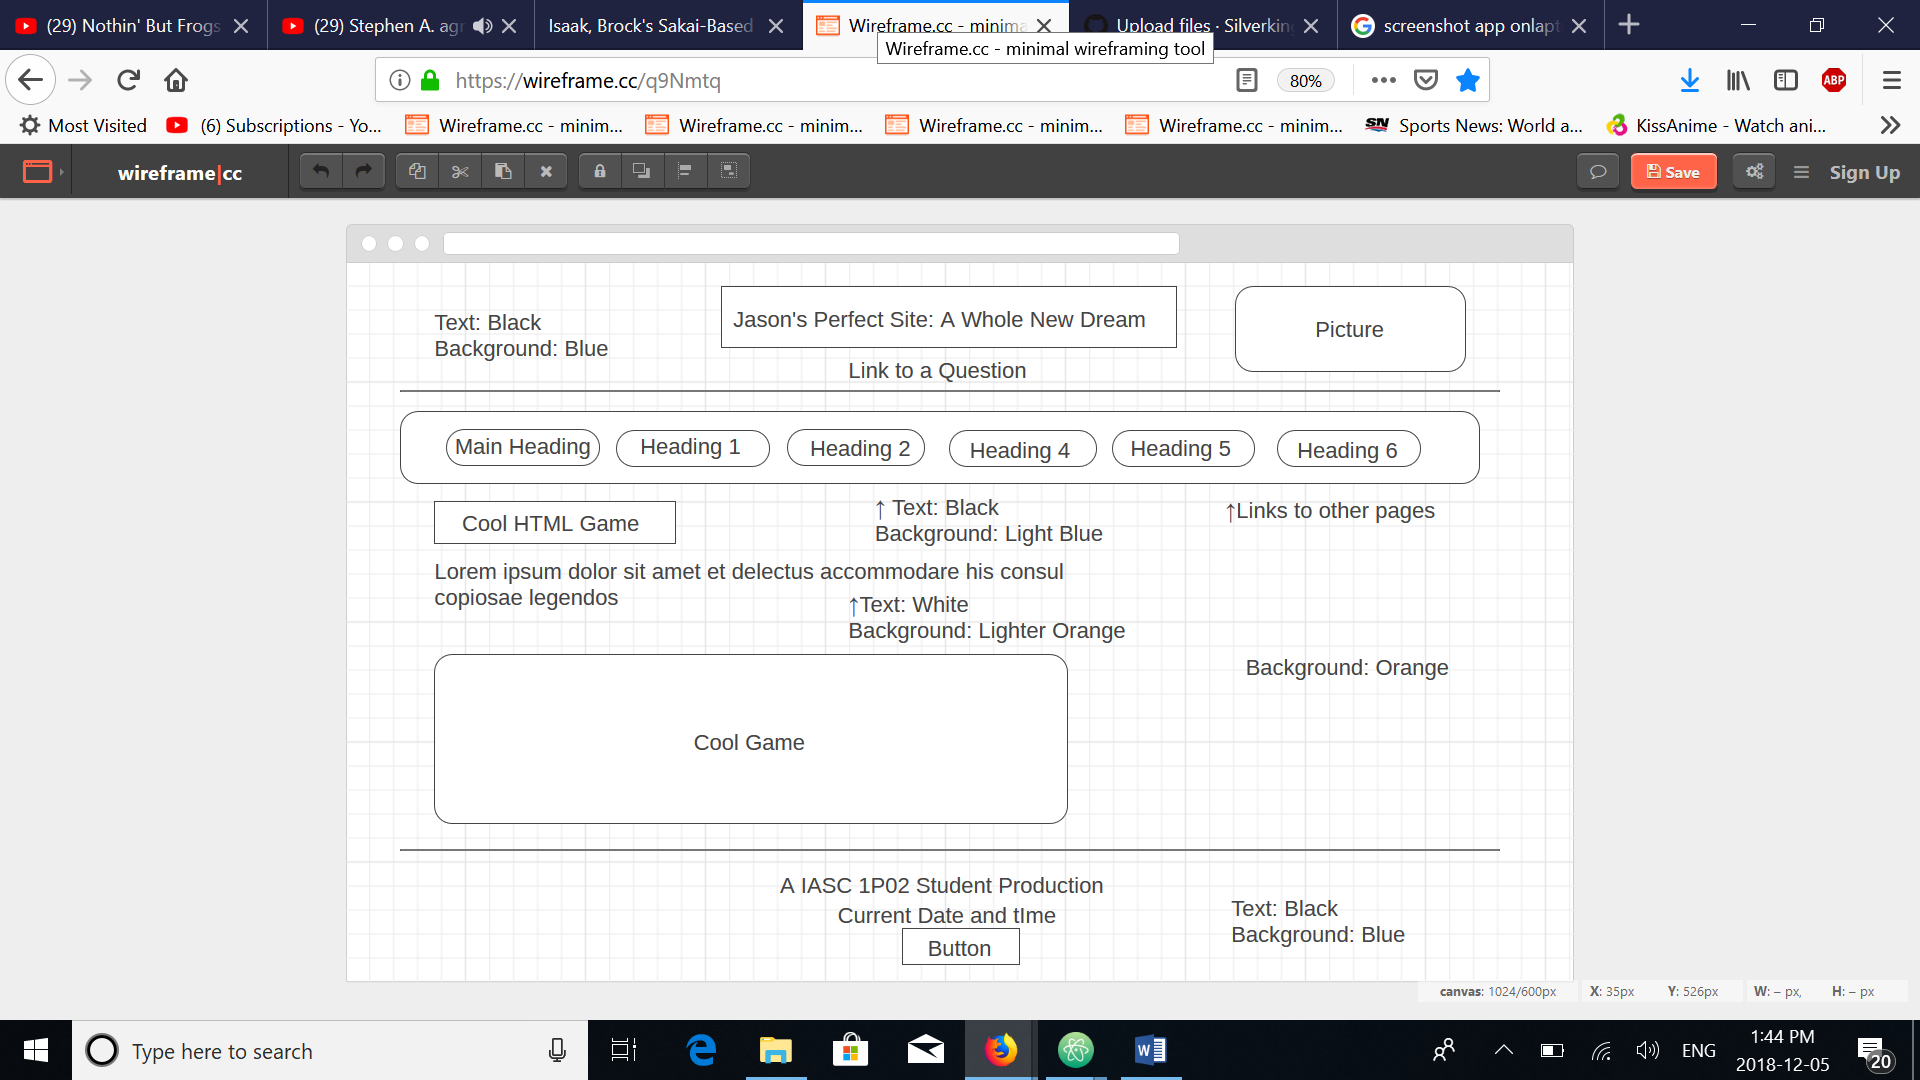 (29) Nothin' But Frogs
(29) Stephen A. agr
Isaak, Brock's Sakai-Based
Wireframe.cc - minima
Upload files · Silverking
screenshot app onlapt
Wireframe.cc - minimal wireframing tool
https://wireframe.cc/q9Nmtq
80%
ABP
Most Visited
(6) Subscriptions - Yo...
Wireframe.cc - minim...
Wireframe.cc - minim...
Wireframe.cc - minim...
Wireframe.cc - minim...
SN
Sports News: World a...
KissAnime - Watch ani...
wireframe|cc
Save
Sign Up
Text: Black
Background: Blue
Jason's Perfect Site: A Whole New Dream
Picture
Link to a Question
Main Heading
Heading 1
Heading 2
Heading 4
Heading 5
Heading 6
Cool HTML Game
↑ Text: Black
Background: Light Blue
↑Links to other pages
Lorem ipsum dolor sit amet et delectus accommodare his consul
copiosae legendos
↑Text: White
Background: Lighter Orange
Background: Orange
Cool Game
A IASC 1P02 Student Production
Current Date and tIme
Button
Text: Black
Background: Blue
canvas: 1024/600px
X: 35px
Y: 526px
W: – px,
H: – px
Type here to search
ENG
1:44 PM
2018-12-05
20